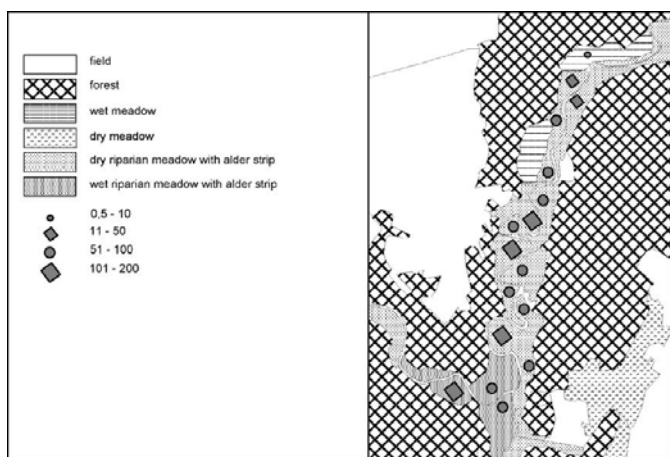 field
forest
wet meadow
dry meadow
dry riparian meadow with alder strip
wet riparian meadow with alder strip
0,5 - 10
11 - 50
51 - 100
101 - 200